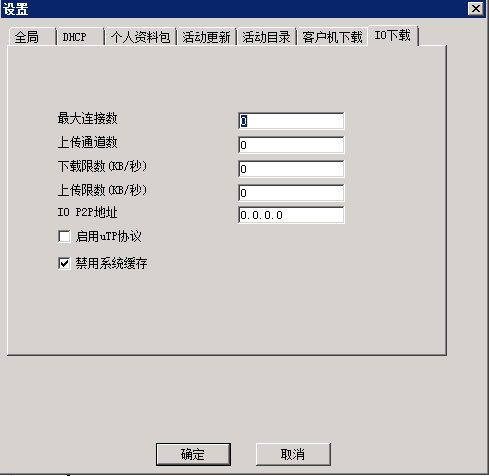 设置
全局 DHCP 个人资料包 活动更新 活动目录 客户机下载 IO下载
最大连接数 0
上传通道数 0
下载限数(KB/秒) 0
上传限数(KB/秒) 0
IO P2P地址 0.0.0.0
启用uTP协议
禁用系统缓存
确定 取消